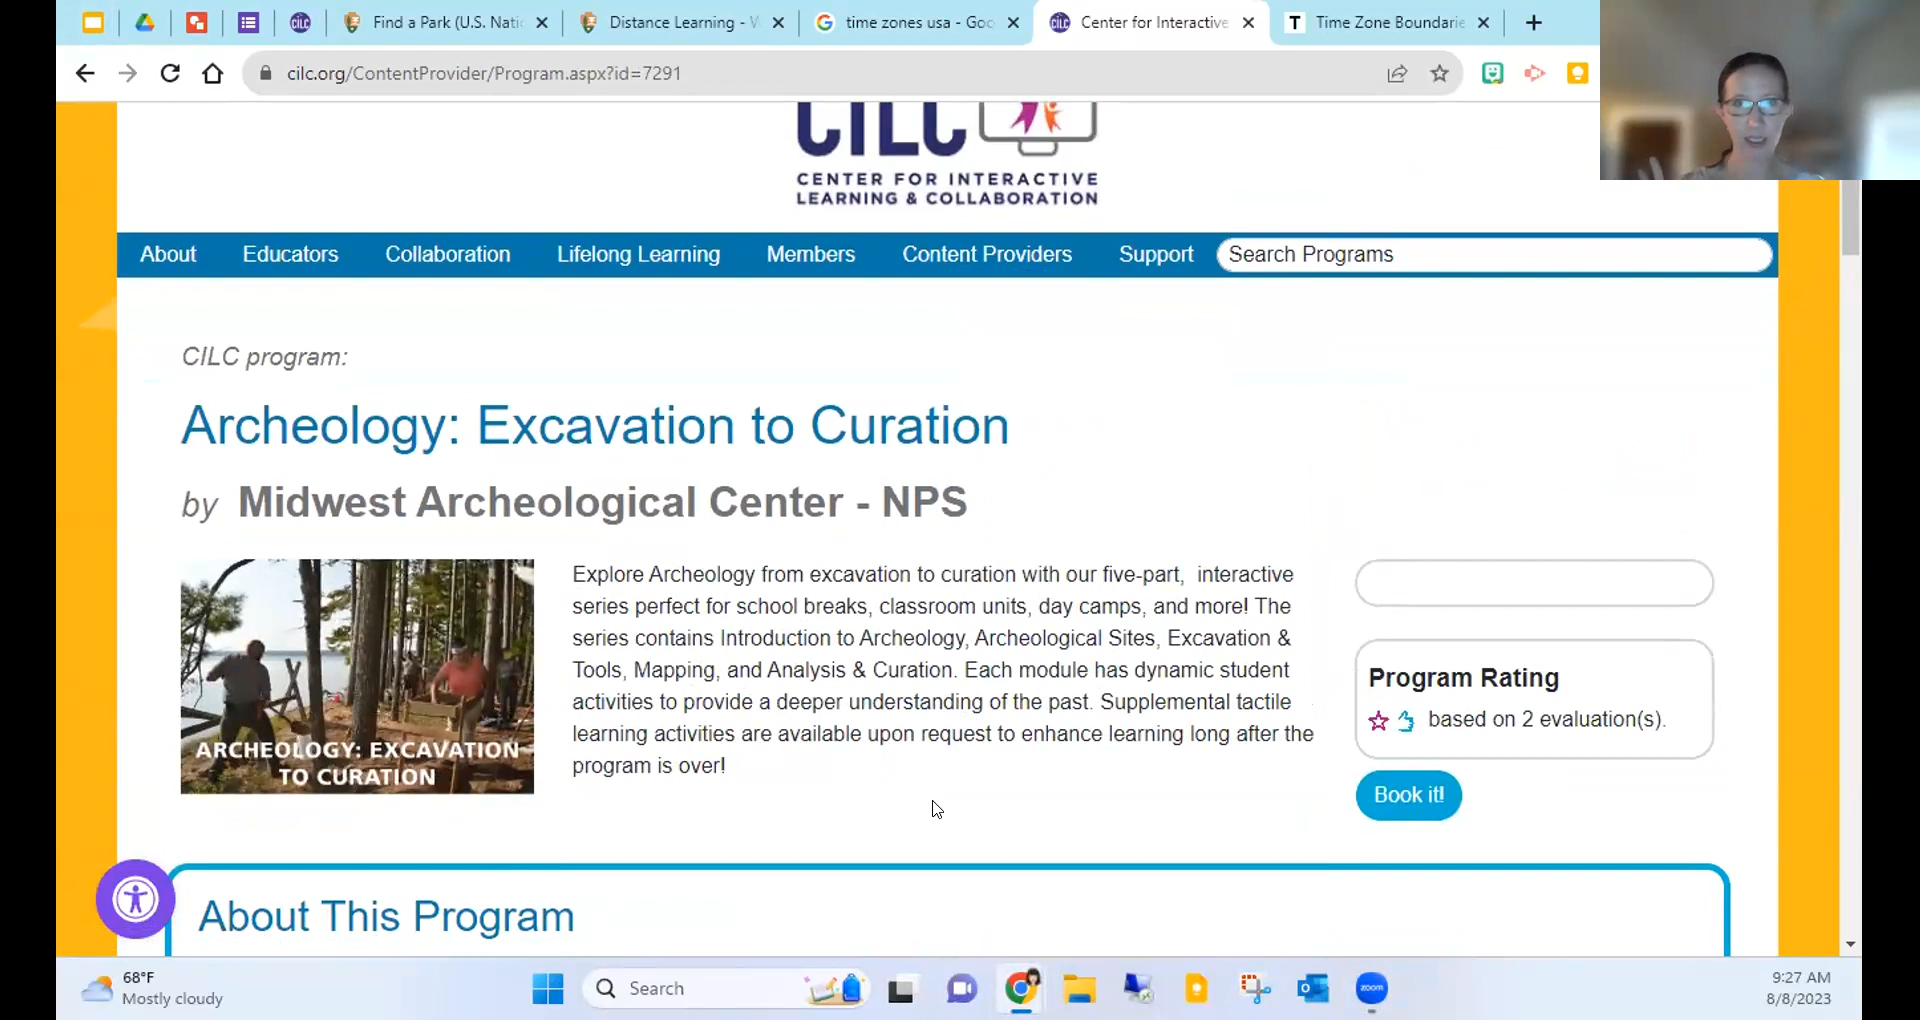 Find a Park (U.S. Nati
Distance Learning - W
time zones usa - Goo
Center for Interactive
Time Zone Boundarie
cilc.org/ContentProvider/Program.aspx?id=7291
CILC
CENTER FOR INTERACTIVE
LEARNING & COLLABORATION
About Educators Collaboration Lifelong Learning Members Content Providers Support Search Programs
CILC program:
Archeology: Excavation to Curation
by Midwest Archeological Center - NPS
Explore Archeology from excavation to curation with our five-part, interactive
series perfect for school breaks, classroom units, day camps, and more! The
series contains Introduction to Archeology, Archeological Sites, Excavation &
Tools, Mapping, and Analysis & Curation. Each module has dynamic student
activities to provide a deeper understanding of the past. Supplemental tactile
learning activities are available upon request to enhance learning long after the
program is over!
ARCHEOLOGY: EXCAVATION
TO CURATION
Program Rating
based on 2 evaluation(s).
Book it!
About This Program
68°F
Mostly cloudy
Search
zoom
9:27 AM
8/8/2023